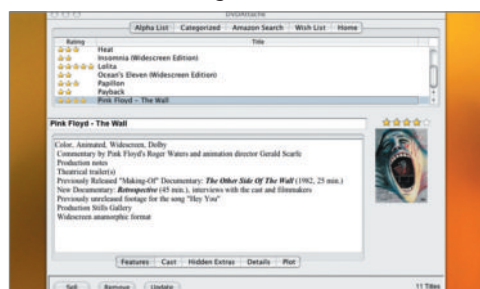 DVDAttache
Alpha List Categorized Amazon Search Wish List Home
Rating Title
Heat
Insomnia (Widescreen Edition)
Lolita
Ocean's Eleven (Widescreen Edition)
Papillon
Payback
Pink Floyd - The Wall
Pink Floyd - The Wall
Color, Animated, Widescreen, Dolby
Commentary by Pink Floyd's Roger Waters and animation director Gerald Scarfe
Production notes
Theatrical trailer(s)
Previously Released "Making-Of" Documentary: The Other Side Of The Wall (1982, 25 min.)
New Documentary: Retrospective (45 min.), interviews with the cast and filmmakers
Previously unreleased footage for the song "Hey You"
Production Stills Gallery
Widescreen anamorphic format
Features Cast Hidden Extras Details Plot
Sell Remove Update 11 Titles